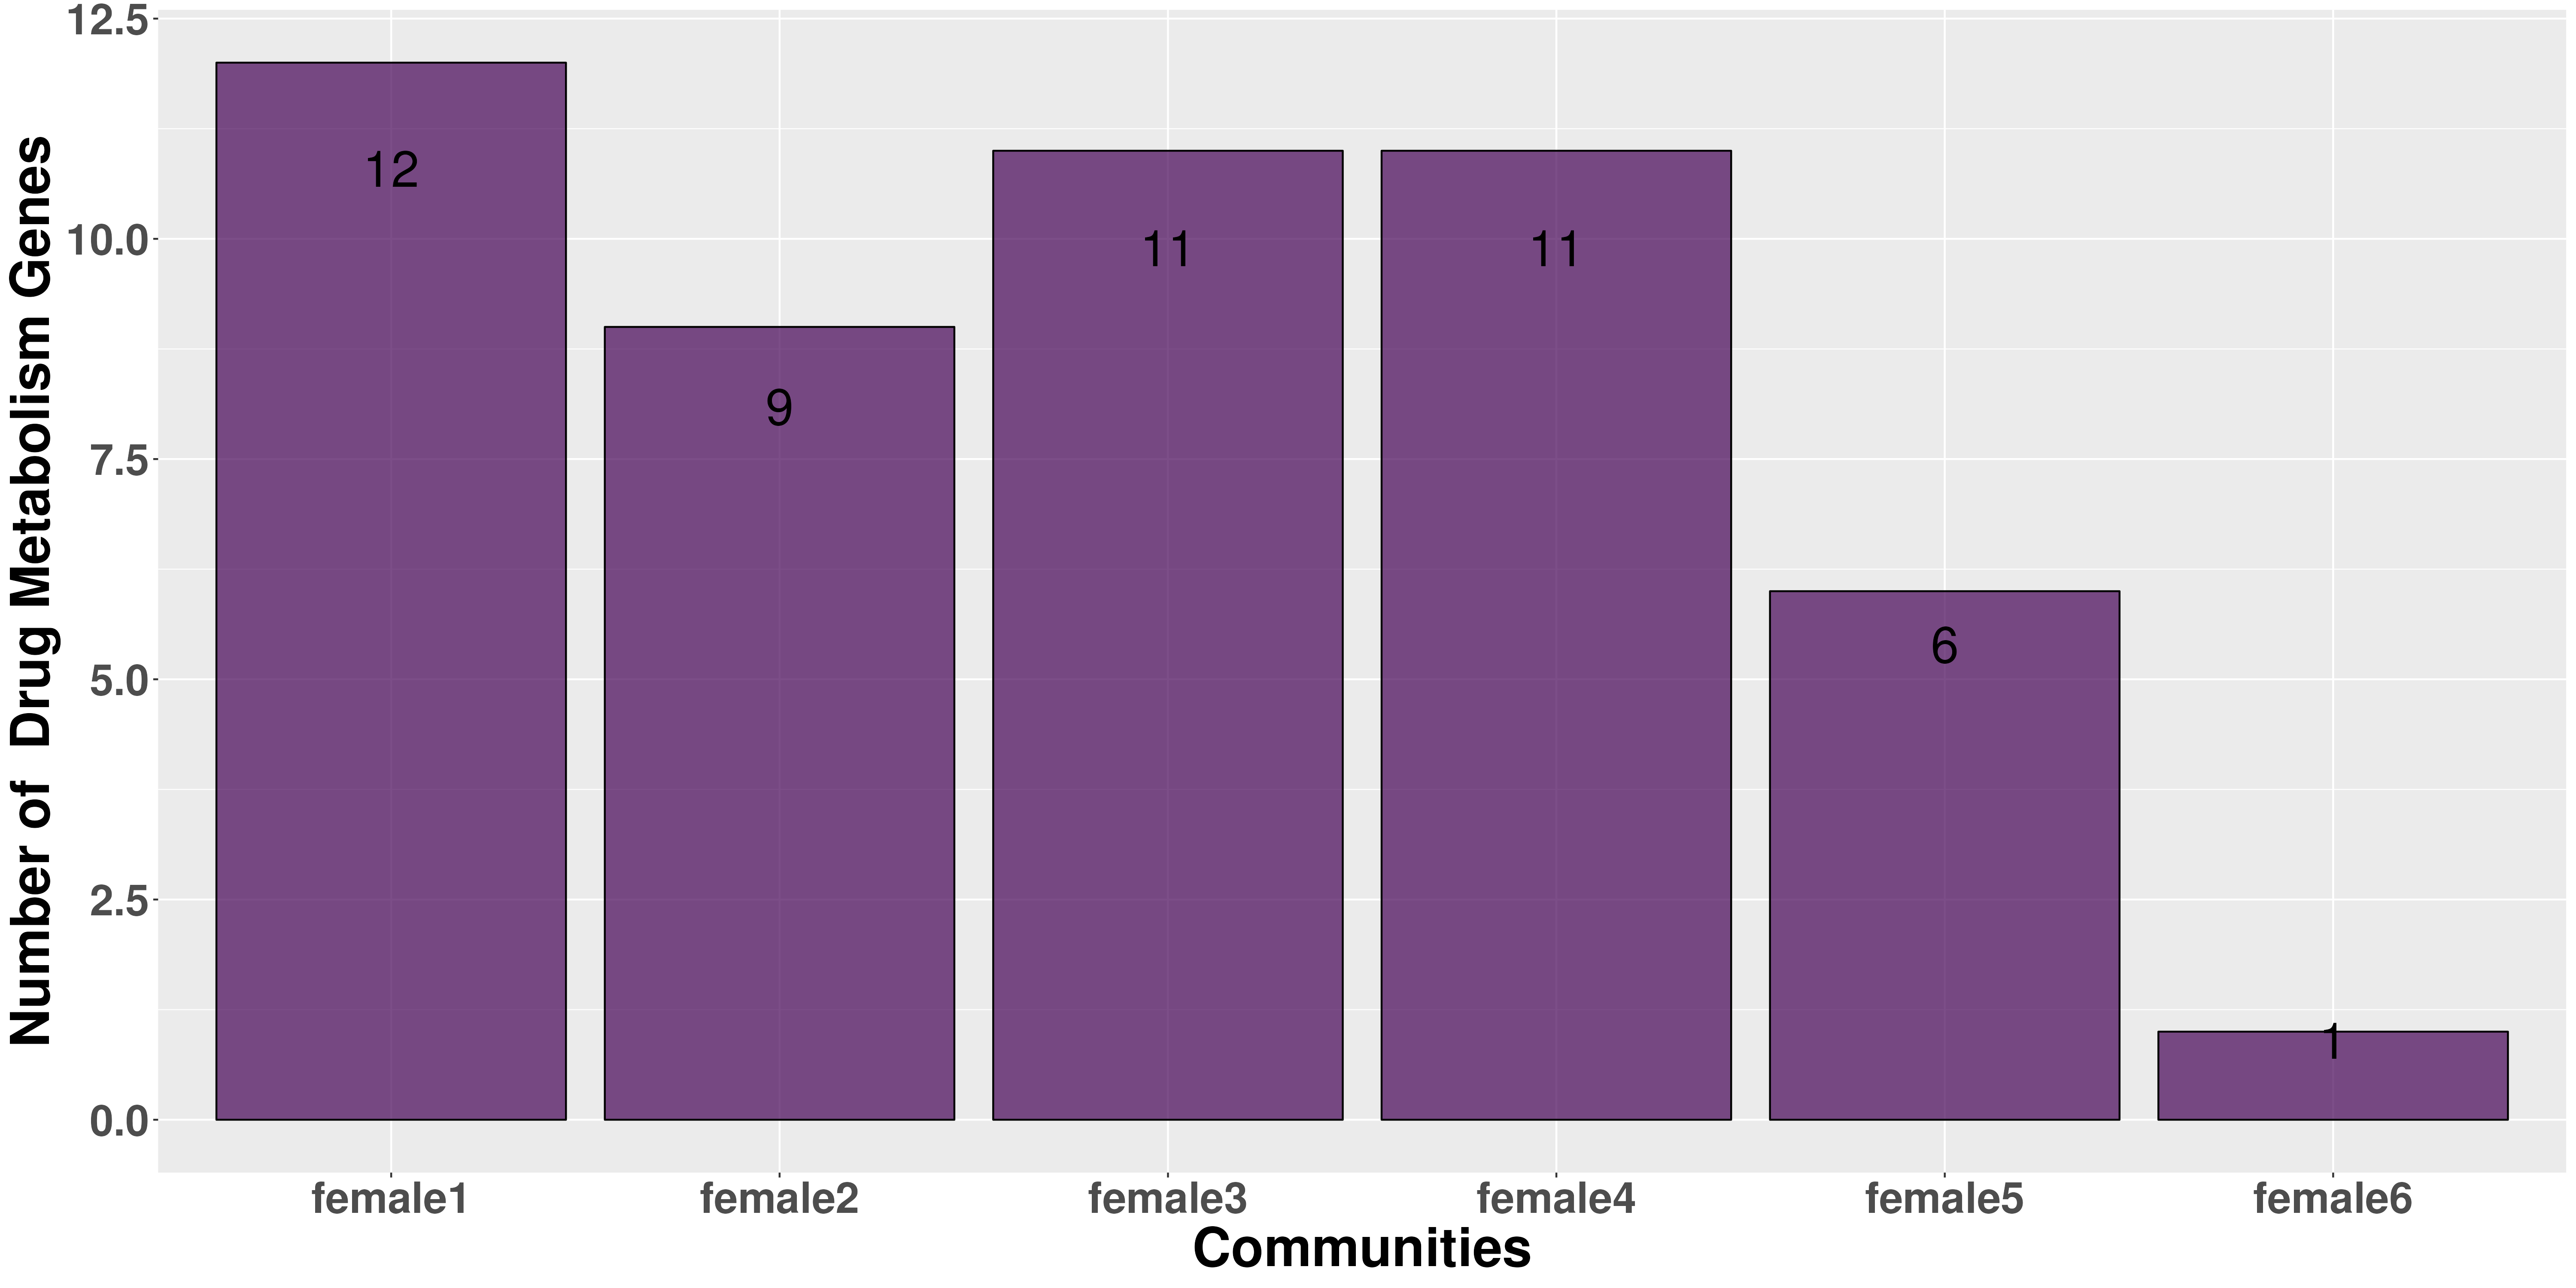 Number of  Drug Metabolism Genes
12.5
10.0
7.5
5.0
2.5
0.0
12
9
11
11
6
1
female1
female2
female3
female4
female5
female6
Communities